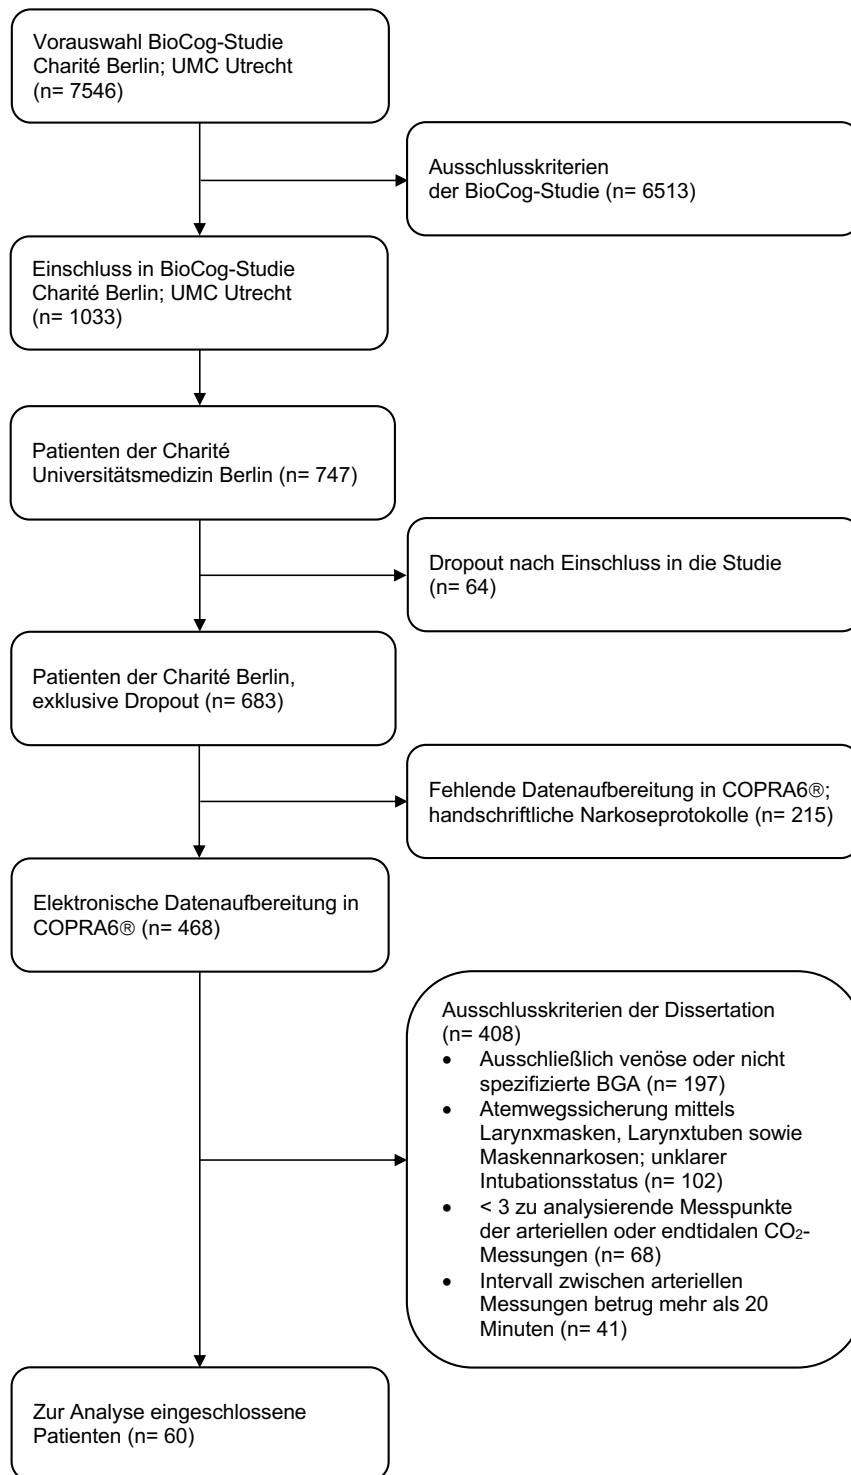 Vorauswahl BioCog-Studie
Charité Berlin; UMC Utrecht
(n= 7546)
Ausschlusskriterien
der BioCog-Studie (n= 6513)
Einschluss in BioCog-Studie
Charité Berlin; UMC Utrecht
(n= 1033)
Patienten der Charité
Universitätsmedizin Berlin (n= 747)
Dropout nach Einschluss in die Studie
(n= 64)
Patienten der Charité Berlin,
exklusive Dropout (n= 683)
Fehlende Datenaufbereitung in COPRA6®;
handschriftliche Narkoseprotokolle (n= 215)
Elektronische Datenaufbereitung in
COPRA6® (n= 468)
Ausschlusskriterien der Dissertation
(n= 408)
• Ausschließlich venöse oder nicht
spezifizierte BGA (n= 197)
• Atemwegssicherung mittels
Larynxmasken, Larynxtuben sowie
Maskennarkosen; unklarer
Intubationsstatus (n= 102)
• < 3 zu analysierende Messpunkte
der arteriellen oder endtidalen CO₂-
Messungen (n= 68)
• Intervall zwischen arteriellen
Messungen betrug mehr als 20
Minuten (n= 41)
Zur Analyse eingeschlossene
Patienten (n= 60)